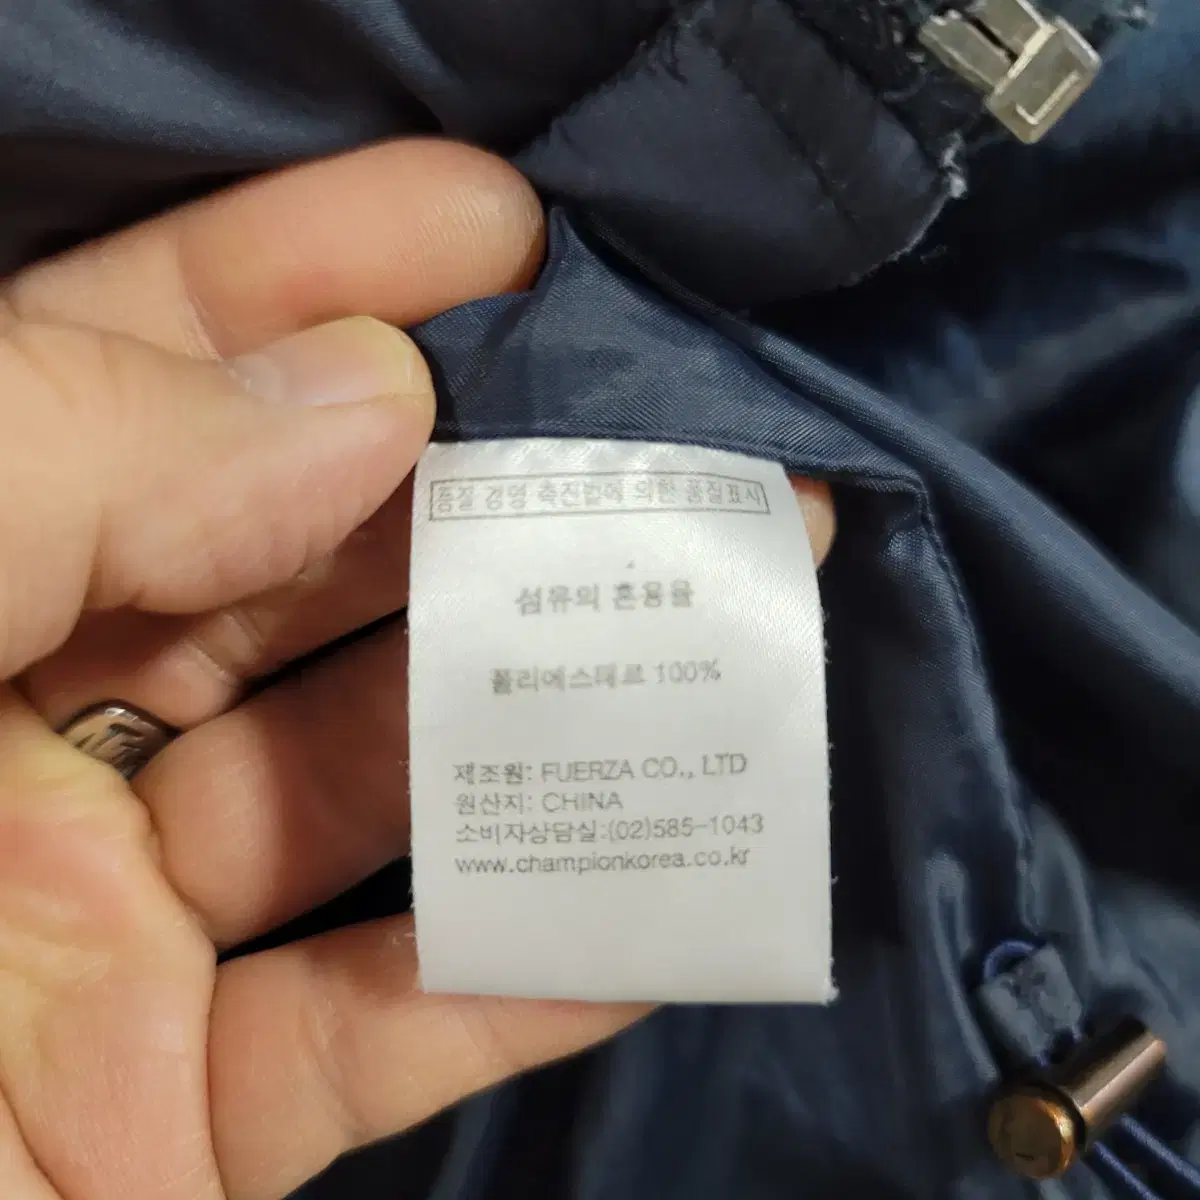 품질 경영 촉진법에 의한 품질표시
섬유의 혼용율
폴리에스테르 100%
제조원: FUERZA CO., LTD
원산지: CHINA
소비자상담실:(02)585-1043
www.championkorea.co.kr